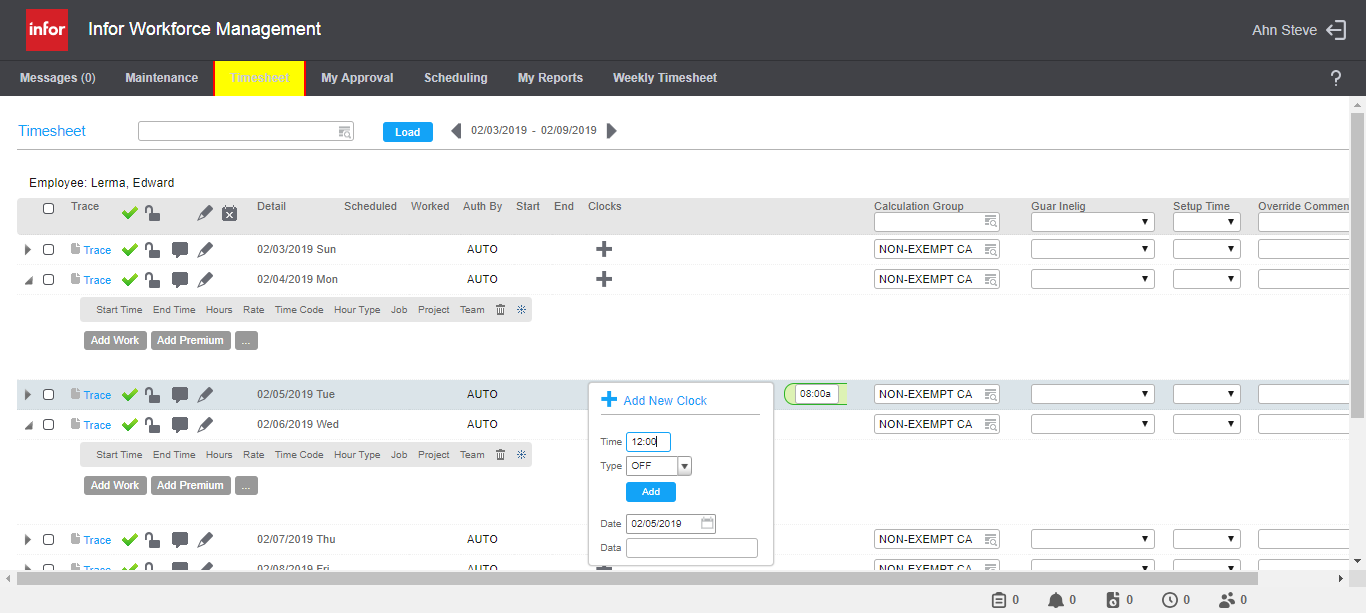 infor Infor Workforce Management Ahn Steve
Messages (0) Maintenance Timesheet My Approval Scheduling My Reports Weekly Timesheet ?
Timesheet Load 02/03/2019 - 02/09/2019
Employee: Lerma, Edward
Trace Detail Scheduled Worked Auth By Start End Clocks Calculation Group Guar Inelig Setup Time Override Commen
Trace 02/03/2019 Sun AUTO NON-EXEMPT CA
Trace 02/04/2019 Mon AUTO NON-EXEMPT CA
Start Time End Time Hours Rate Time Code Hour Type Job Project Team
Add Work Add Premium ...
Trace 02/05/2019 Tue AUTO 08:00a NON-EXEMPT CA
Add New Clock
Trace 02/06/2019 Wed AUTO NON-EXEMPT CA
Time 12:00
Start Time End Time Hours Rate Time Code Hour Type Job Project Team
Type OFF
Add Work Add Premium ...
Add
Date 02/05/2019
Trace 02/07/2019 Thu AUTO NON-EXEMPT CA
Data
Trace 02/08/2019 Fri AUTO NON-EXEMPT CA
0 0 0 0 0